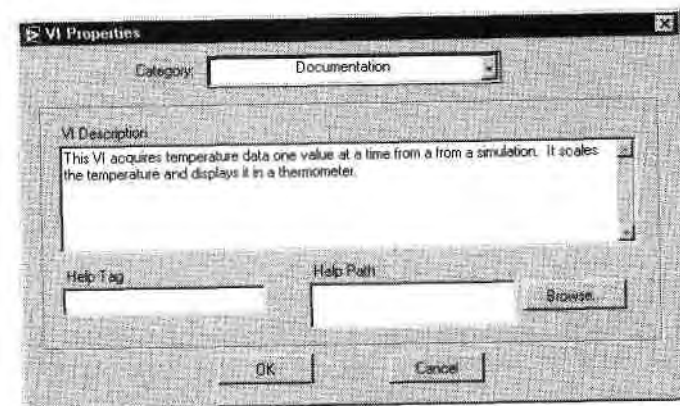 VI Properties
Category: Documentation
VI Description
This VI acquires temperature data one value at a time from a from a simulation. It scales
the temperature and displays it in a thermometer.
Help Tag
Help Path
Browse...
OK
Cancel